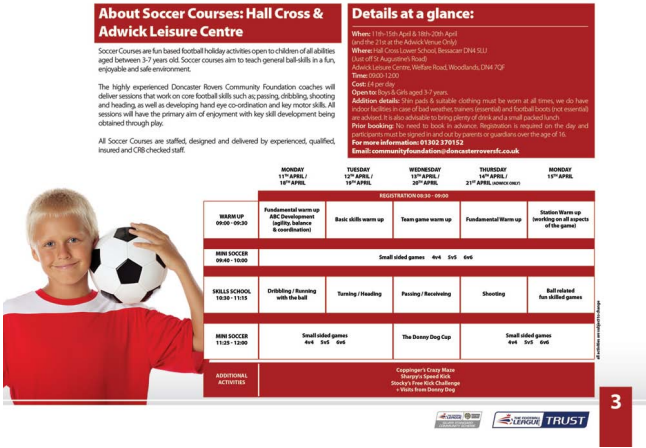 About Soccer Courses: Hall Cross &
Adwick Leisure Centre
Soccer Courses are fun based football holiday activities open to children of all abilities
aged between 3-7 years old. Soccer courses aim to teach general ball-skills in a fun,
enjoyable and safe environment.
The highly experienced Doncaster Rovers Community Foundation coaches will
deliver sessions that work on core football skills such as; passing, dribbling, shooting
and heading, as well as developing hand eye co-ordination and key motor skills. All
sessions will have the primary aim of enjoyment with key skill development being
obtained through play.
All Soccer Courses are staffed, designed and delivered by experienced, qualified,
insured and CRB checked staff.
Details at a glance:
When: 11th-15th April & 18th-20th April
(and the 21st at the Adwick Venue Only)
Where: Hall Cross Lower School, Bessacarr DN4 5LU
(Just off St Augustine's Road)
Adwick Leisure Centre, Welfare Road, Woodlands, DN4 7QF
Time: 09:00-12:00
Cost: £4 per day
Open to: Boys & Girls aged 3-7 years.
Addition details: Shin pads & suitable clothing must be worn at all times, we do have
indoor facilities in case of bad weather, trainers (essential) and football boots (not essential)
are advised. It is also advisable to bring plenty of drink and a small packed lunch
Prior booking: No need to book in advance, Registration is required on the day and
participants must be signed in and out by parents or guardians over the age of 16.
For more information: 01302 370152
Email: communityfoundation@doncasterroversfc.co.uk
MONDAY TUESDAY WEDNESDAY THURSDAY MONDAY
11TH APRIL / 12TH APRIL / 13TH APRIL / 14TH APRIL / 15TH APRIL
18TH APRIL 19TH APRIL 20TH APRIL 21ST APRIL (ADWICK ONLY)
REGISTRATION 08:30 - 09:00
WARM UP
09:00 - 09:30
Fundamental warm up
ABC Development
(agility, balance
& coordination)
Basic skills warm up
Team game warm up
Fundamental Warm up
Station Warm up
(working on all aspects
of the game)
MINI SOCCER
09:40 - 10:00
Small sided games 4v4 5v5 6v6
SKILLS SCHOOL
10:30 - 11:15
Dribbling / Running
with the ball
Turning / Heading
Passing / Receiveing
Shooting
Ball related
fun skilled games
MINI SOCCER
11:25 - 12:00
Small sided games
4v4 5v5 6v6
The Donny Dog Cup
Small sided games
4v4 5v5 6v6
all activities are subject to change
ADDITIONAL
ACTIVITIES
Coppinger's Crazy Maze
Sharpy's Speed Kick
Stocky's Free Kick Challenge
+ Visits from Donny Dog
3
LEAGUE
THE FOOTBALL
LEAGUE TRUST